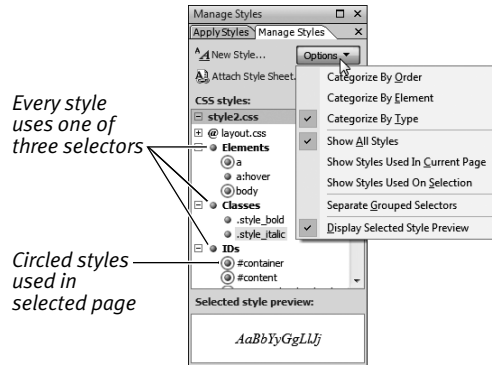 Manage Styles
Apply Styles
Manage Styles
New Style...
Options
Attach Style Sheet.
CSS styles:
style2.css
@ layout.css
Elements
a
a:hover
body
Classes
.style_bold
.style_italic
IDs
#container
#content
Selected style preview:
AaBbYyGgLlJj
Categorize By Order
Categorize By Element
Categorize By Type
Show All Styles
Show Styles Used In Current Page
Show Styles Used On Selection
Separate Grouped Selectors
Display Selected Style Preview
Every style
uses one of
three selectors
Circled styles
used in
selected page